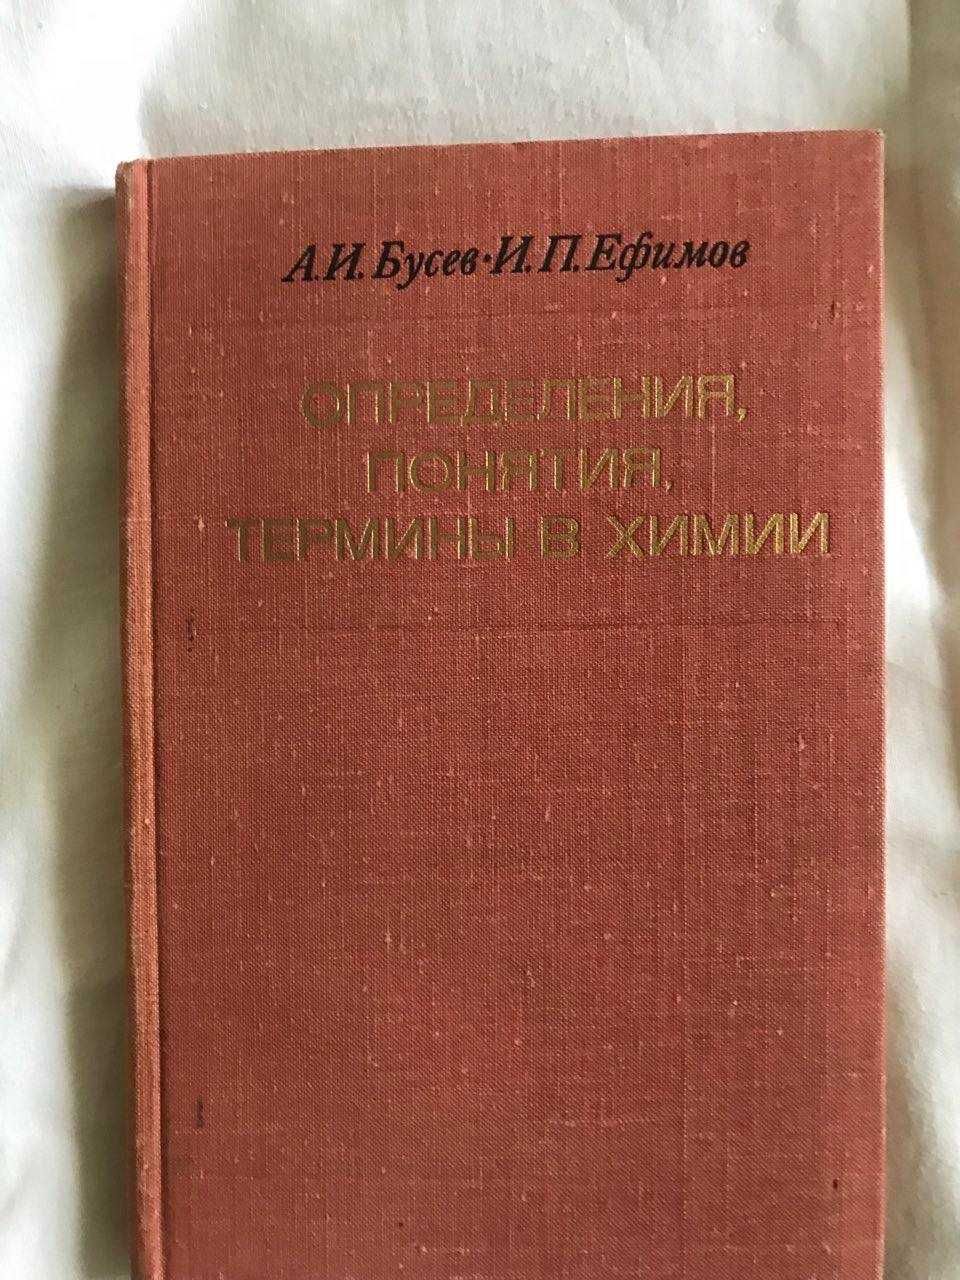 А.И.Бусев·И.П.Ефимов
ОПРЕДЕЛЕНИЯ,
ПОНЯТИЯ,
ТЕРМИНЫ В ХИМИИ